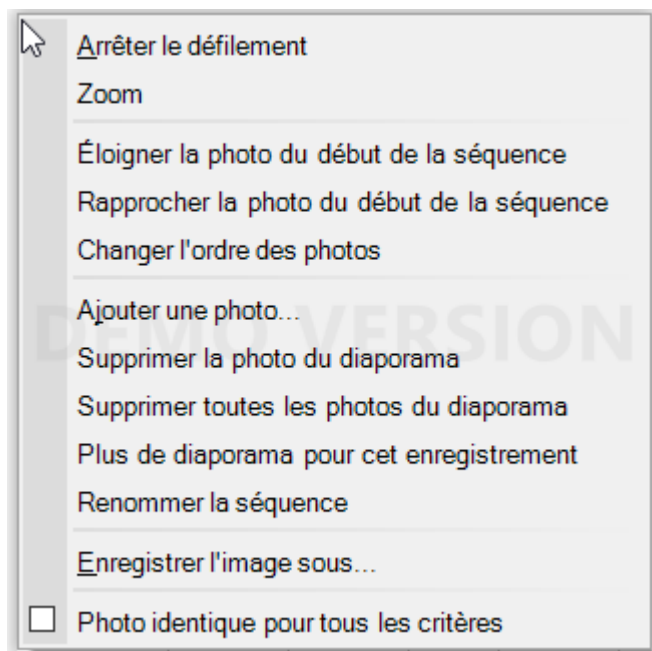 Arrêter le défilement
Zoom
Éloigner la photo du début de la séquence
Rapprocher la photo du début de la séquence
Changer l'ordre des photos
Ajouter une photo...
DEMO VERSION
Supprimer la photo du diaporama
Supprimer toutes les photos du diaporama
Plus de diaporama pour cet enregistrement
Renommer la séquence
Enregistrer l'image sous...
Photo identique pour tous les critères